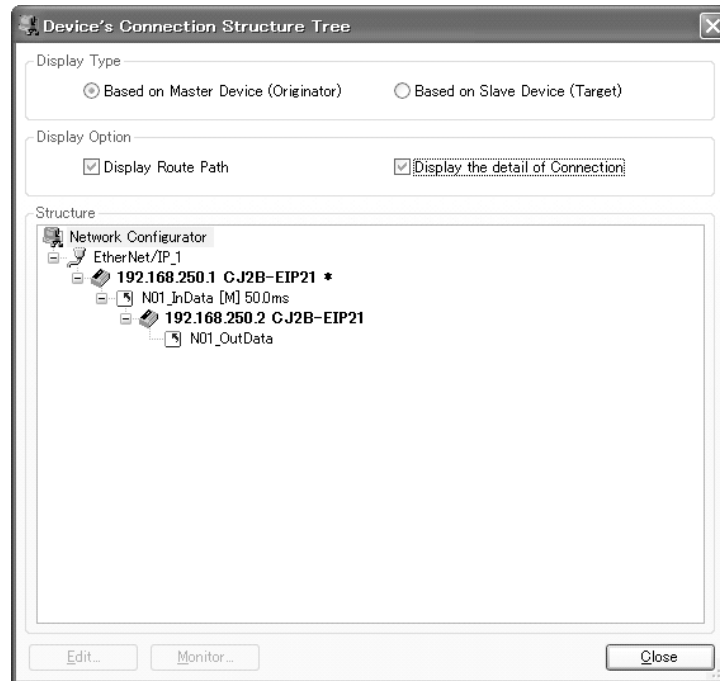 Device's Connection Structure Tree
Display Type
Based on Master Device (Originator) Based on Slave Device (Target)
Display Option
Display Route Path Display the detail of Connection
Structure
Network Configurator
EtherNet/IP_1
192.168.250.1 CJ2B-EIP21 *
N01_InData [M] 50.0ms
192.168.250.2 CJ2B-EIP21
N01_OutData
Edit... Monitor... Close